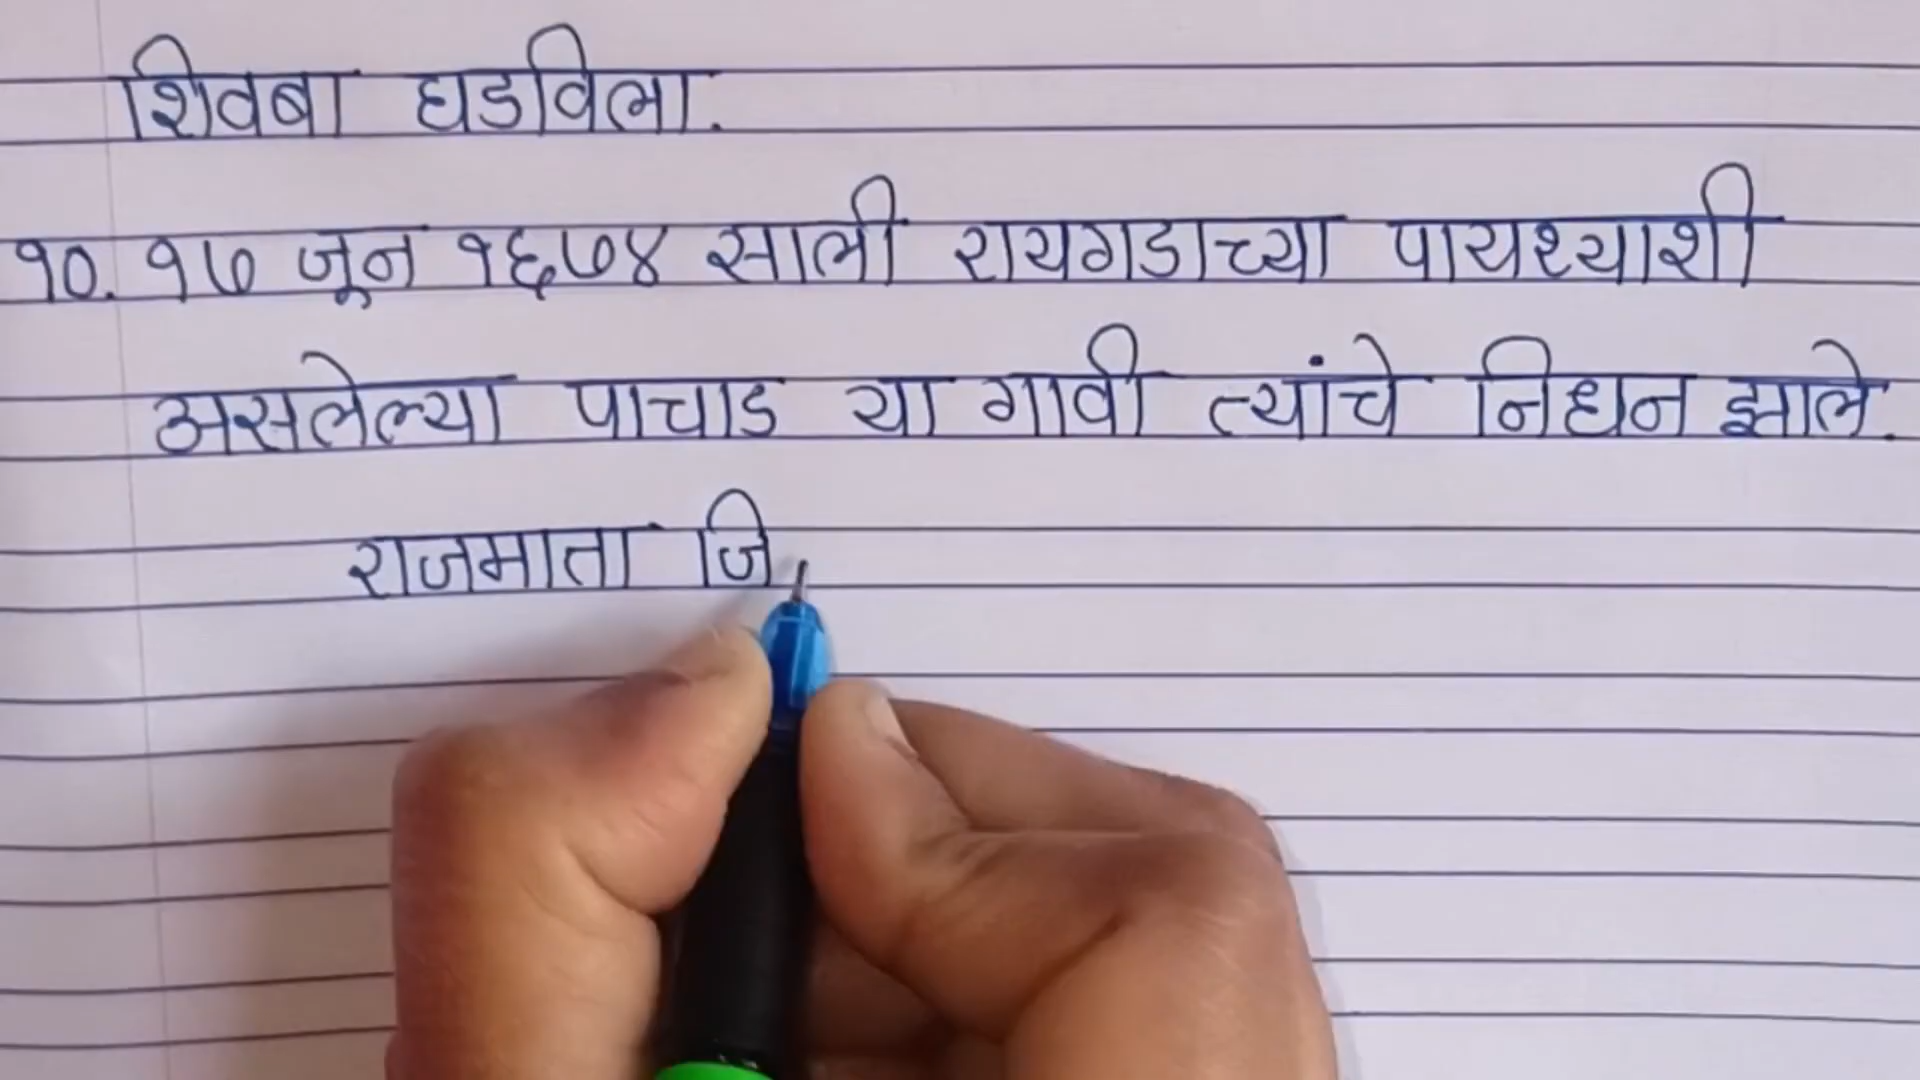 शिवबा घडविला.
१०. १७ जून १६७४ साली रायगडाच्या पायथ्याशी
असलेल्या पाचाड या गावी त्यांचे निधन झाले.
राजमाता जि